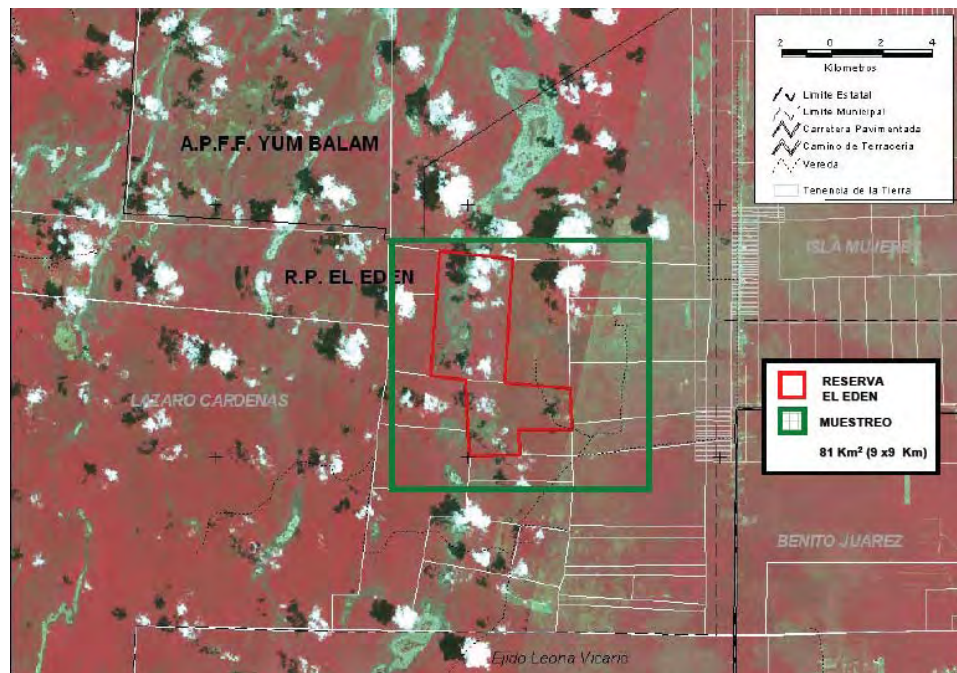 A.P.F.F. YUM BALAM
R.P. EL EDEN
LAZARO CARDENAS
ISLA MUJERES
BENITO JUAREZ
Ejido Leona Vicario
2 0 2 4
Kilometros
Limite Estatal
Limite Municipal
Carretera Pavimentada
Camino de Terraceria
Vereda
Tenencia de la Tierra
RESERVA
EL EDEN
MUESTREO
81 Km² (9 x9 Km)